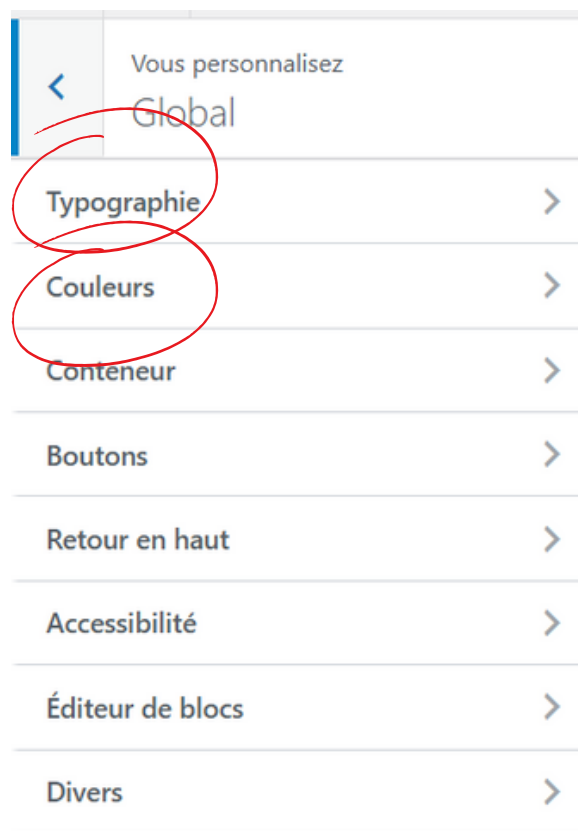 Vous personnalisez
Global
Typographie
Couleurs
Conteneur
Boutons
Retour en haut
Accessibilité
Éditeur de blocs
Divers